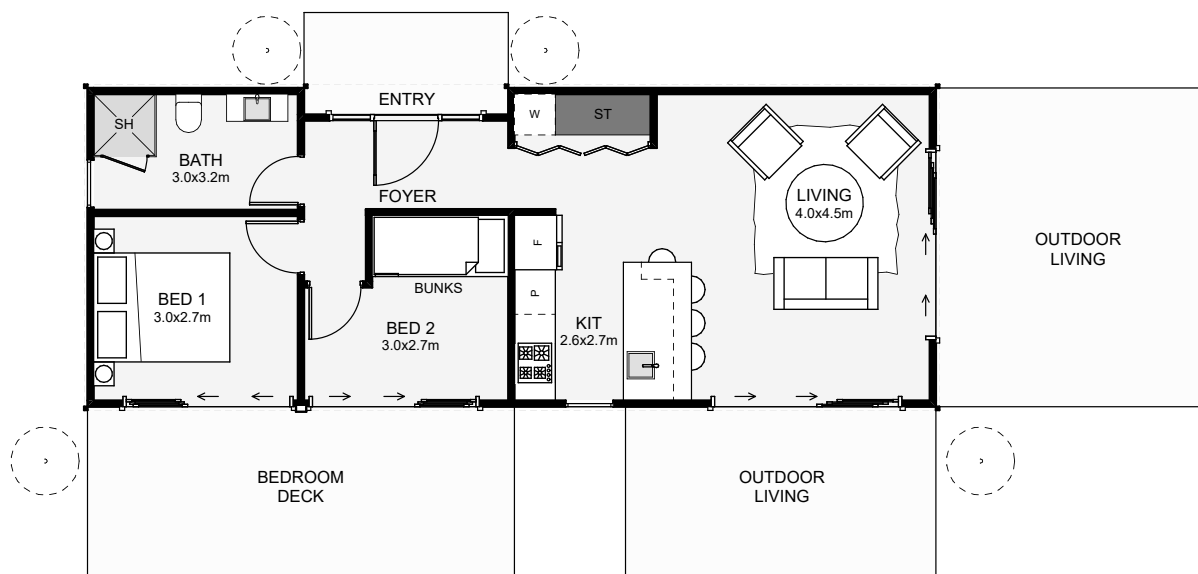 ENTRY
SH
W
ST
BATH
3.0x3.2m
FOYER
LIVING
4.0x4.5m
OUTDOOR
LIVING
F
BUNKS
P
BED 1
3.0x2.7m
BED 2
3.0x2.7m
KIT
2.6x2.7m
BEDROOM
DECK
OUTDOOR
LIVING